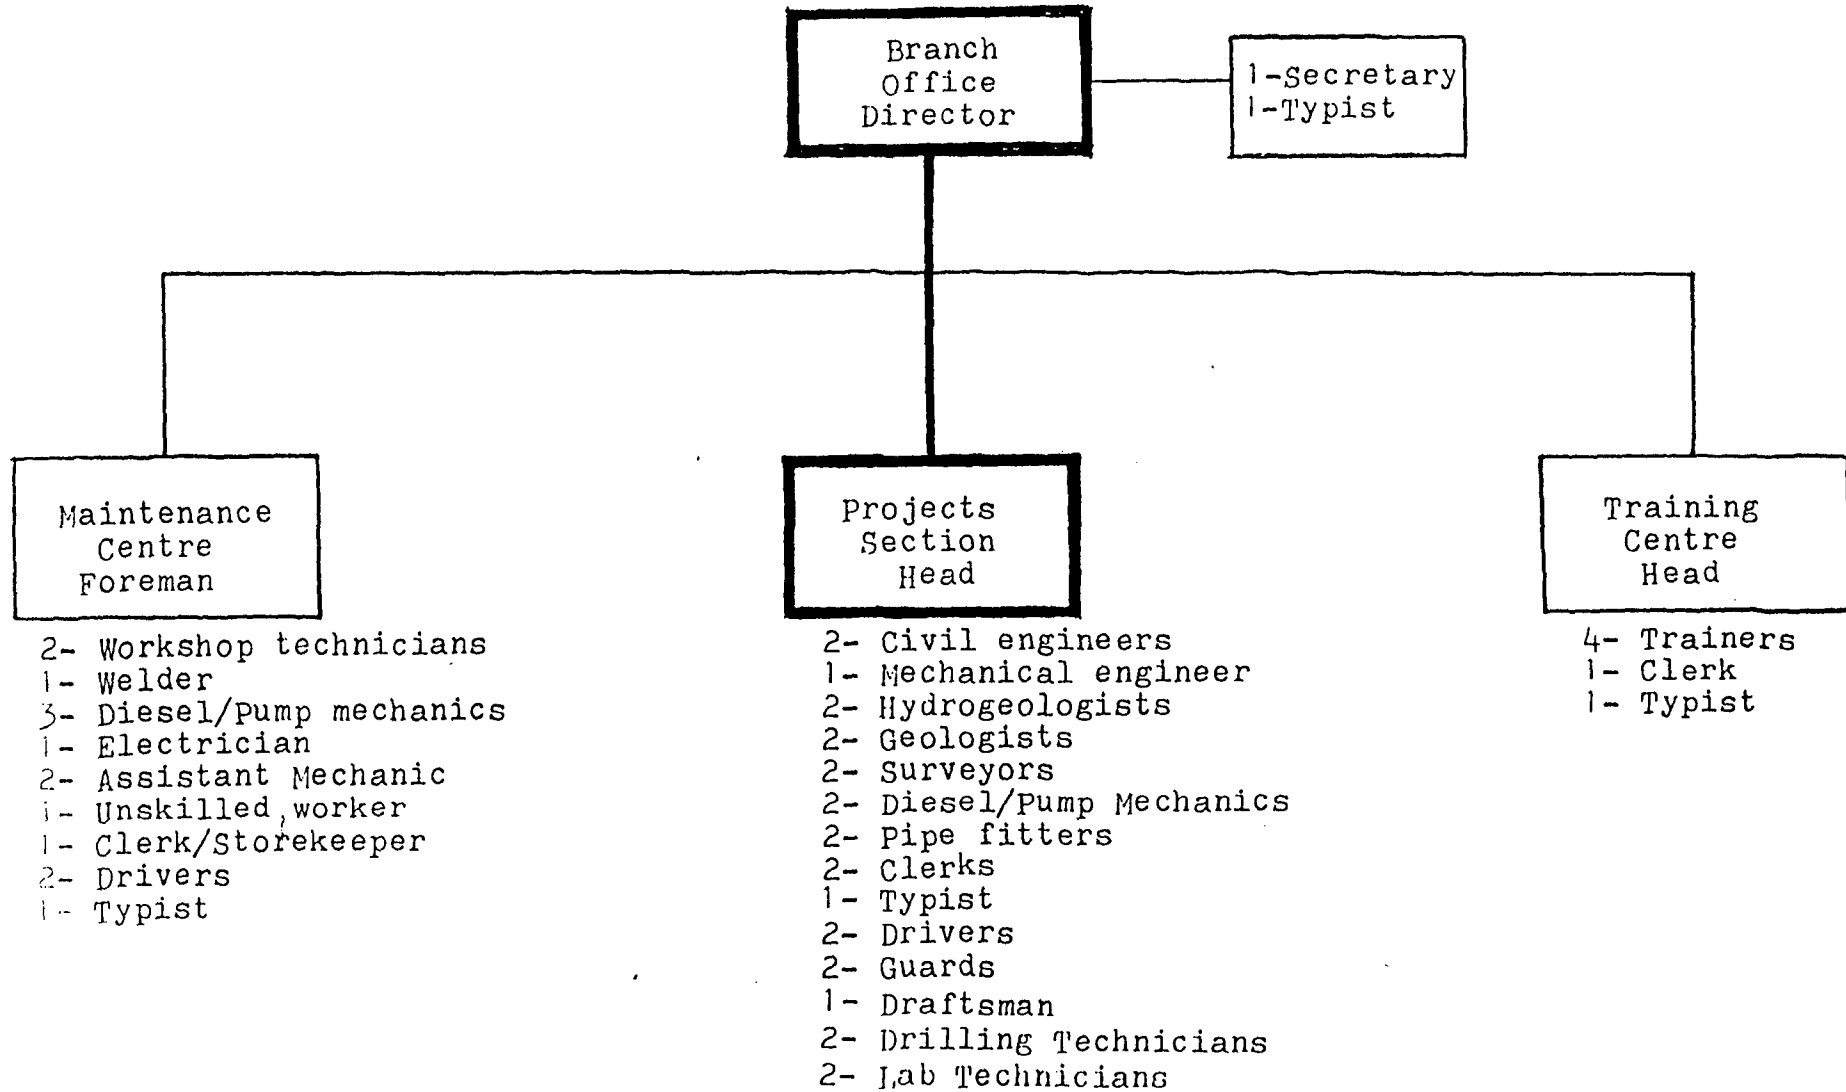 Branch
Office
Director
1-Secretary
1-Typist
Maintenance
Centre
Foreman
2- Workshop technicians
1- Welder
3- Diesel/Pump mechanics
1- Electrician
2- Assistant Mechanic
1- Unskilled,worker
1- Clerk/Storekeeper
2- Drivers
1- Typist
Projects
Section
Head
2- Civil engineers
1- Mechanical engineer
2- Hydrogeologists
2- Geologists
2- Surveyors
2- Diesel/Pump Mechanics
2- Pipe fitters
2- Clerks
1- Typist
2- Drivers
2- Guards
1- Draftsman
2- Drilling Technicians
2- Lab Technicians
Training
Centre
Head
4- Trainers
1- Clerk
1- Typist